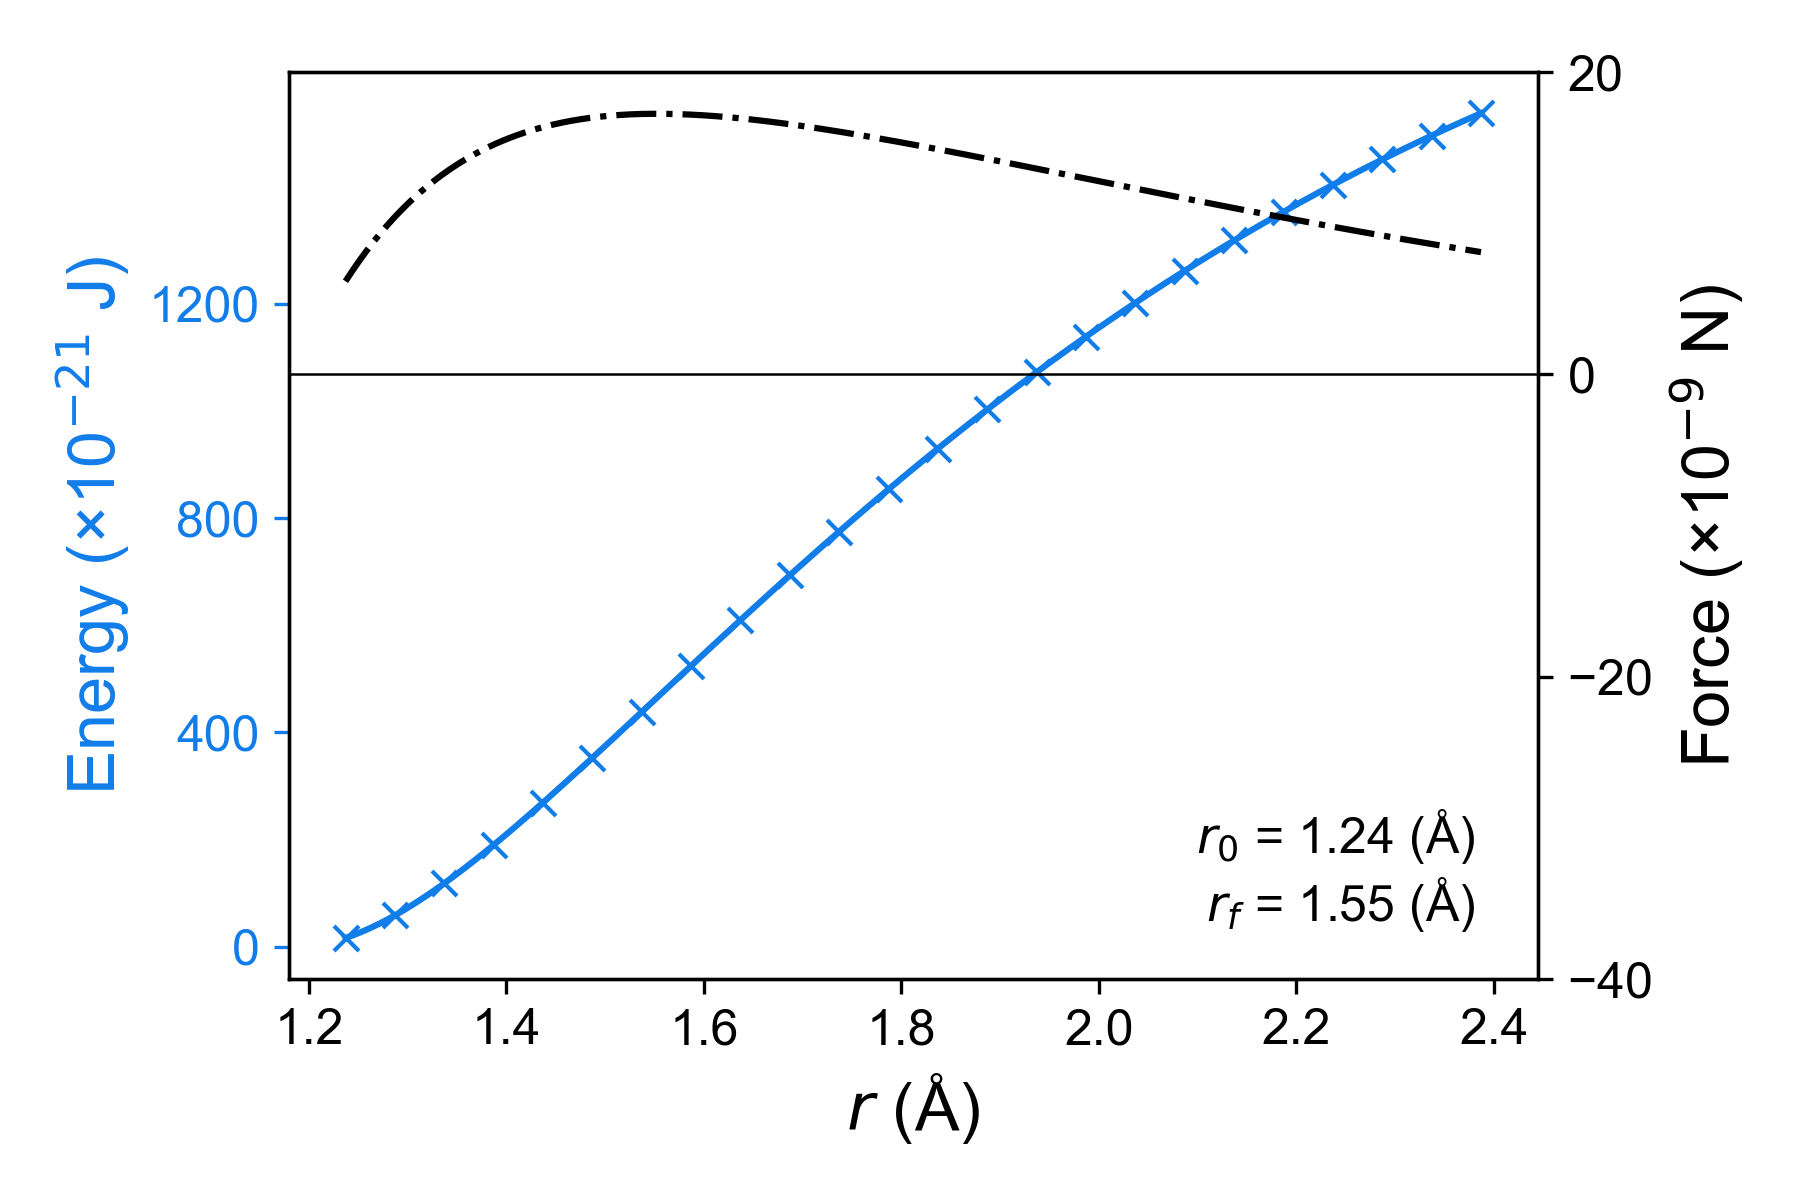 Energy (×10⁻²¹ J)
1200
800
400
0
20
0
−20
−40
Force (×10⁻⁹ N)
r₀ = 1.24 (Å)
r_f = 1.55 (Å)
1.2 1.4 1.6 1.8 2.0 2.2 2.4
r (Å)